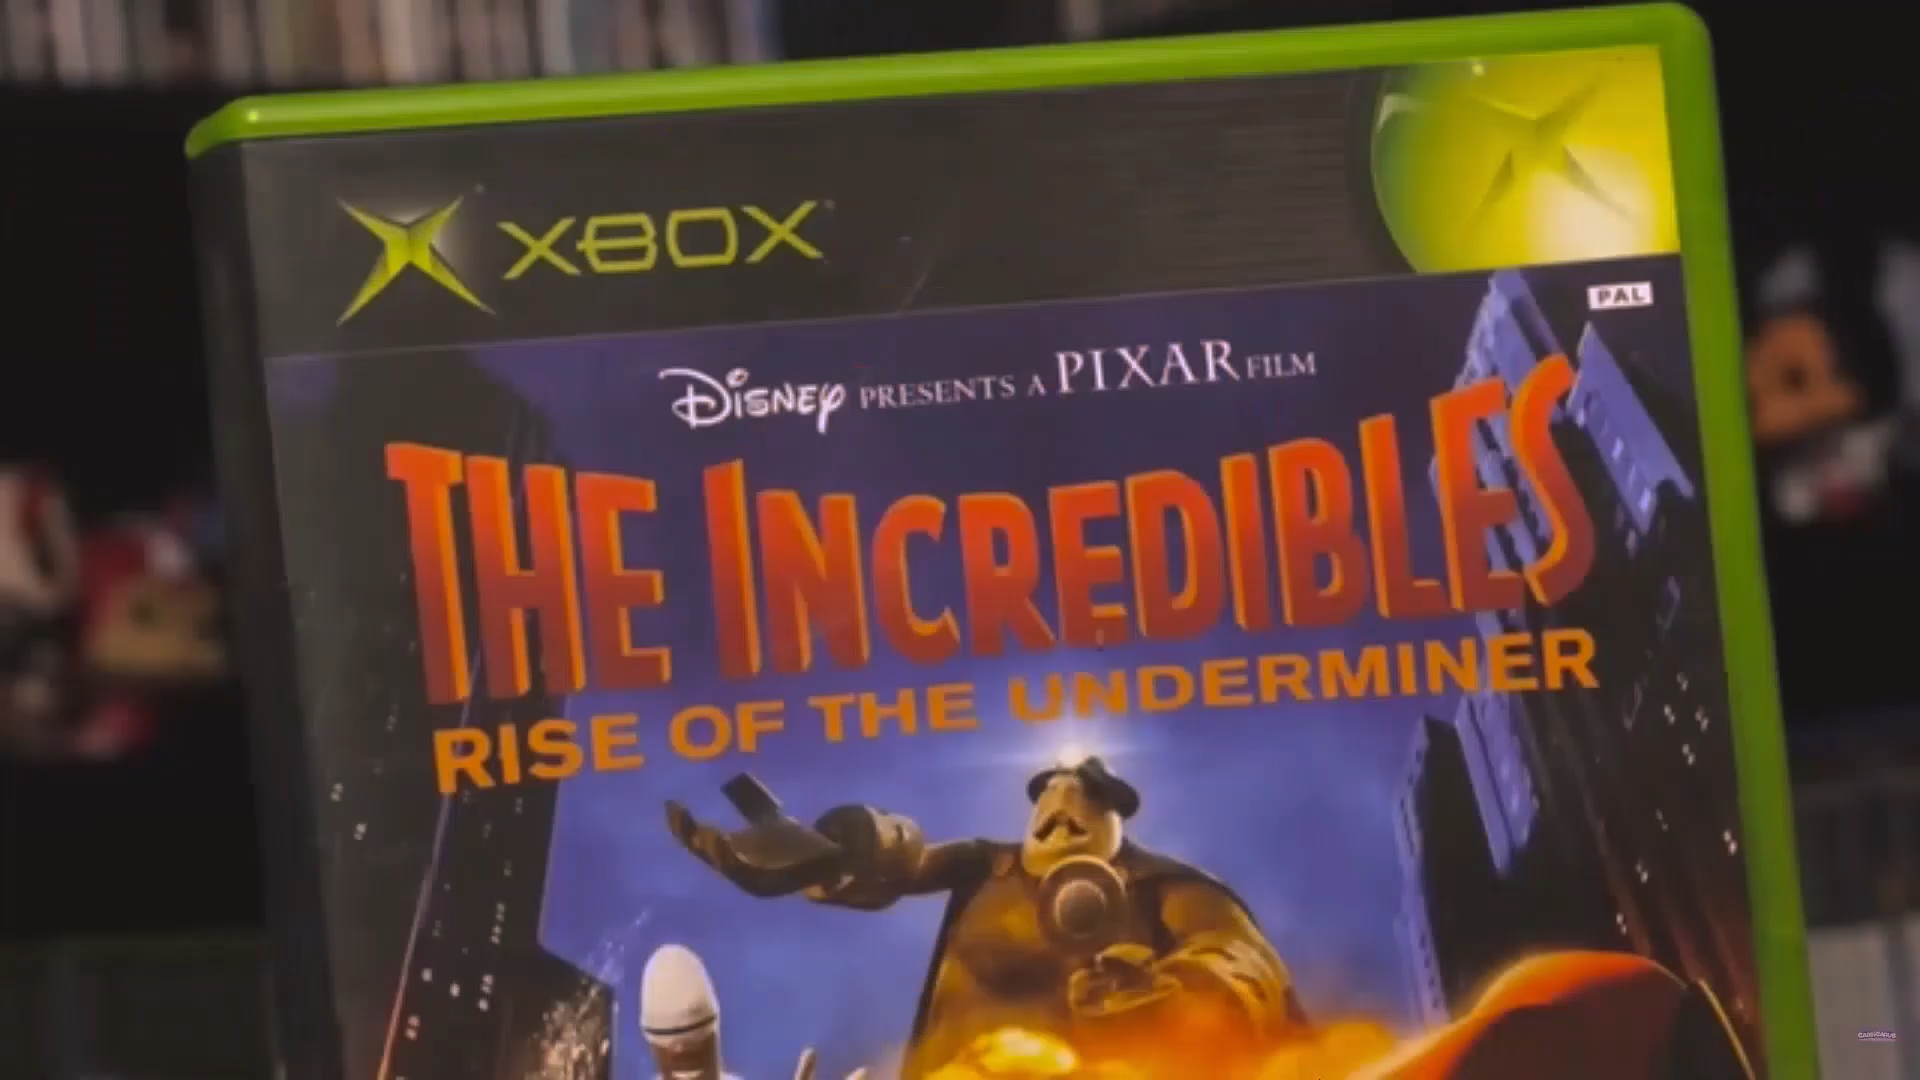 XBOX
PAL
Disney PRESENTS A PIXAR FILM
THE INCREDIBLES
RISE OF THE UNDERMINER